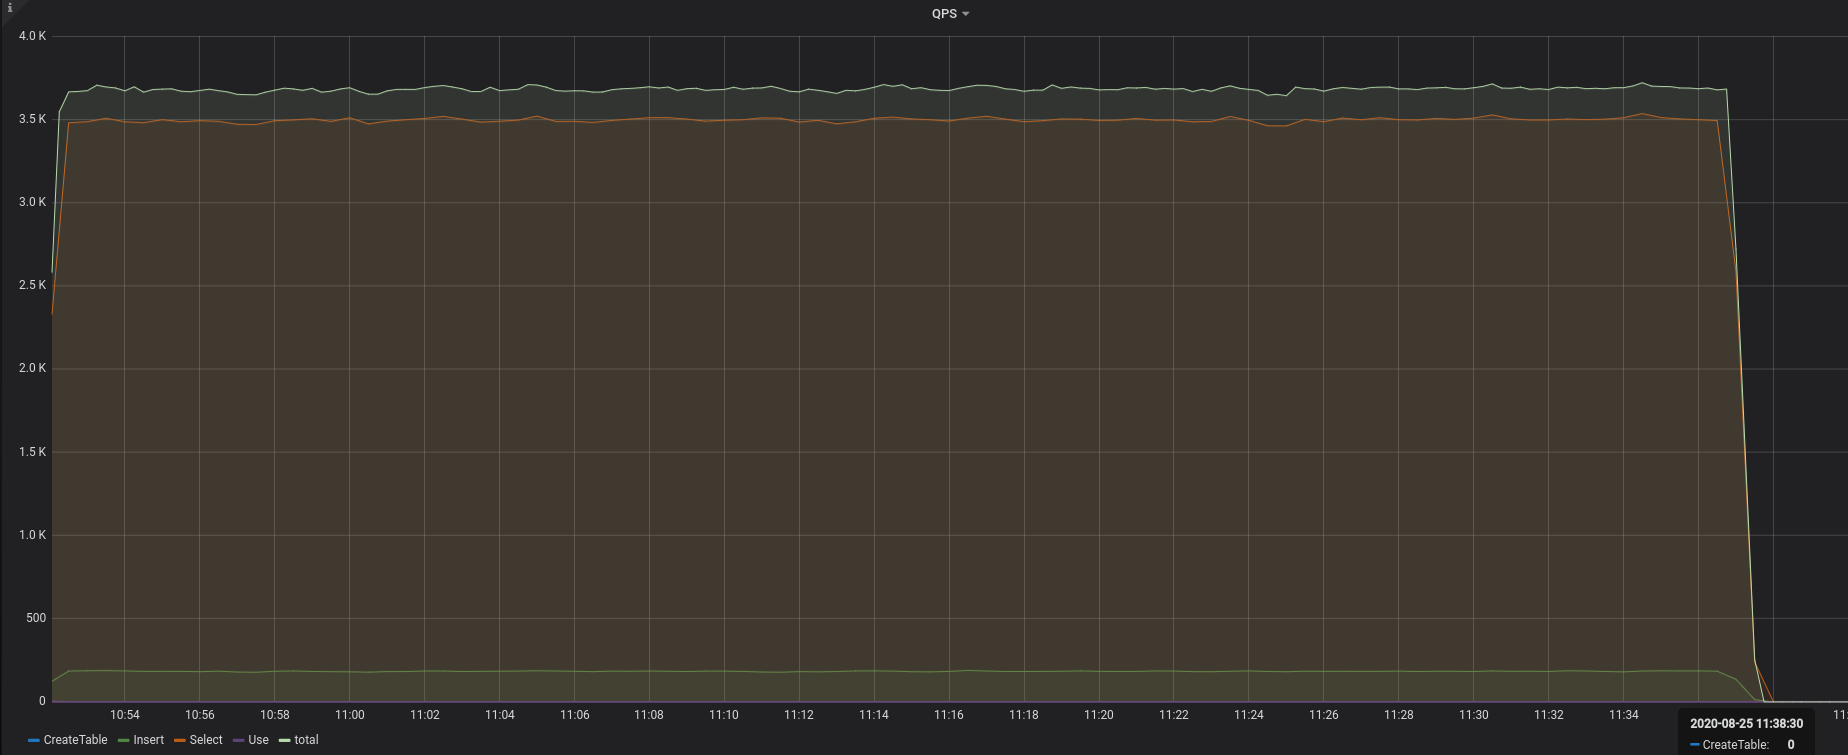 i
QPS
4.0 K
3.5 K
3.0 K
2.5 K
2.0 K
1.5 K
1.0 K
500
0
10:54 10:56 10:58 11:00 11:02 11:04 11:06 11:08 11:10 11:12 11:14 11:16 11:18 11:20 11:22 11:24 11:26 11:28 11:30 11:32 11:34 11:
CreateTable Insert Select Use total
2020-08-25 11:38:30
CreateTable: 0